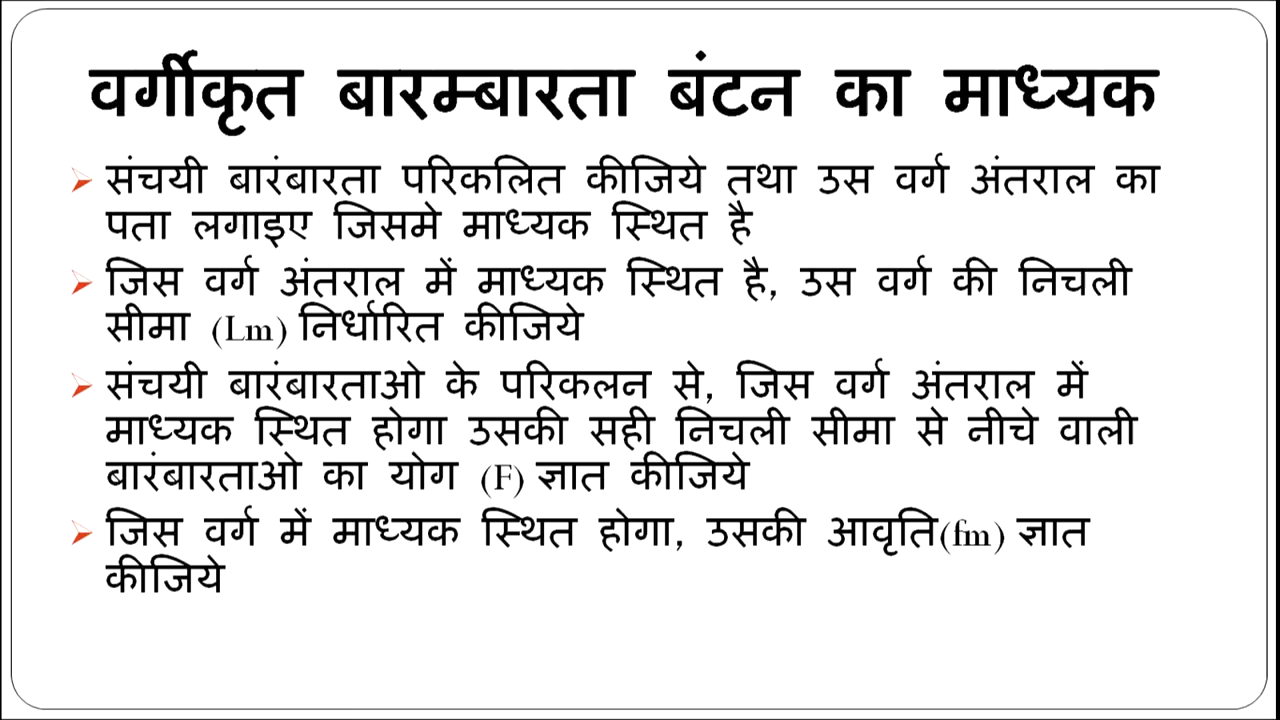 वर्गीकृत बारम्बारता बंटन का माध्यक
संचयी बारंबारता परिकलित कीजिये तथा उस वर्ग अंतराल का
पता लगाइए जिसमे माध्यक स्थित है
जिस वर्ग अंतराल में माध्यक स्थित है, उस वर्ग की निचली
सीमा (Lm) निर्धारित कीजिये
संचयी बारंबारताओ के परिकलन से, जिस वर्ग अंतराल में
माध्यक स्थित होगा उसकी सही निचली सीमा से नीचे वाली
बारंबारताओ का योग (F) ज्ञात कीजिये
जिस वर्ग में माध्यक स्थित होगा, उसकी आवृति(fm) ज्ञात
कीजिये